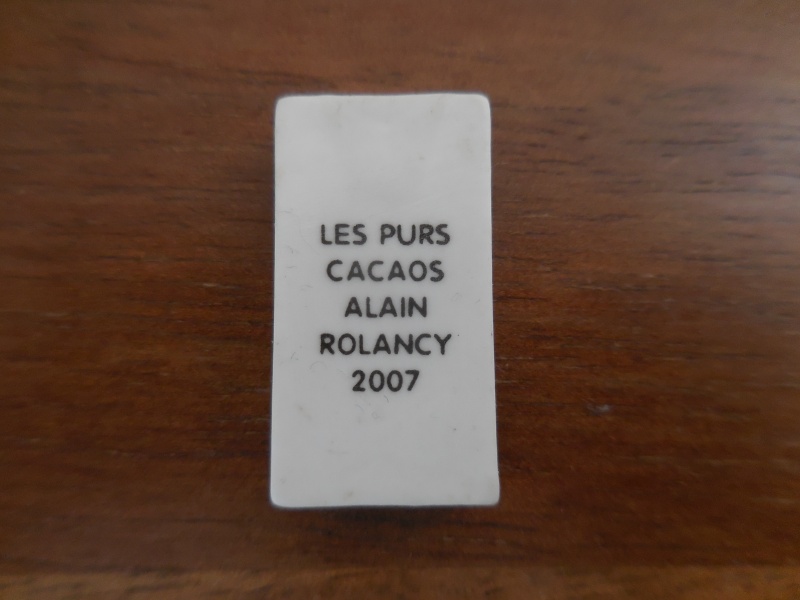 LES PURS
CACAOS
ALAIN
ROLANCY
2007